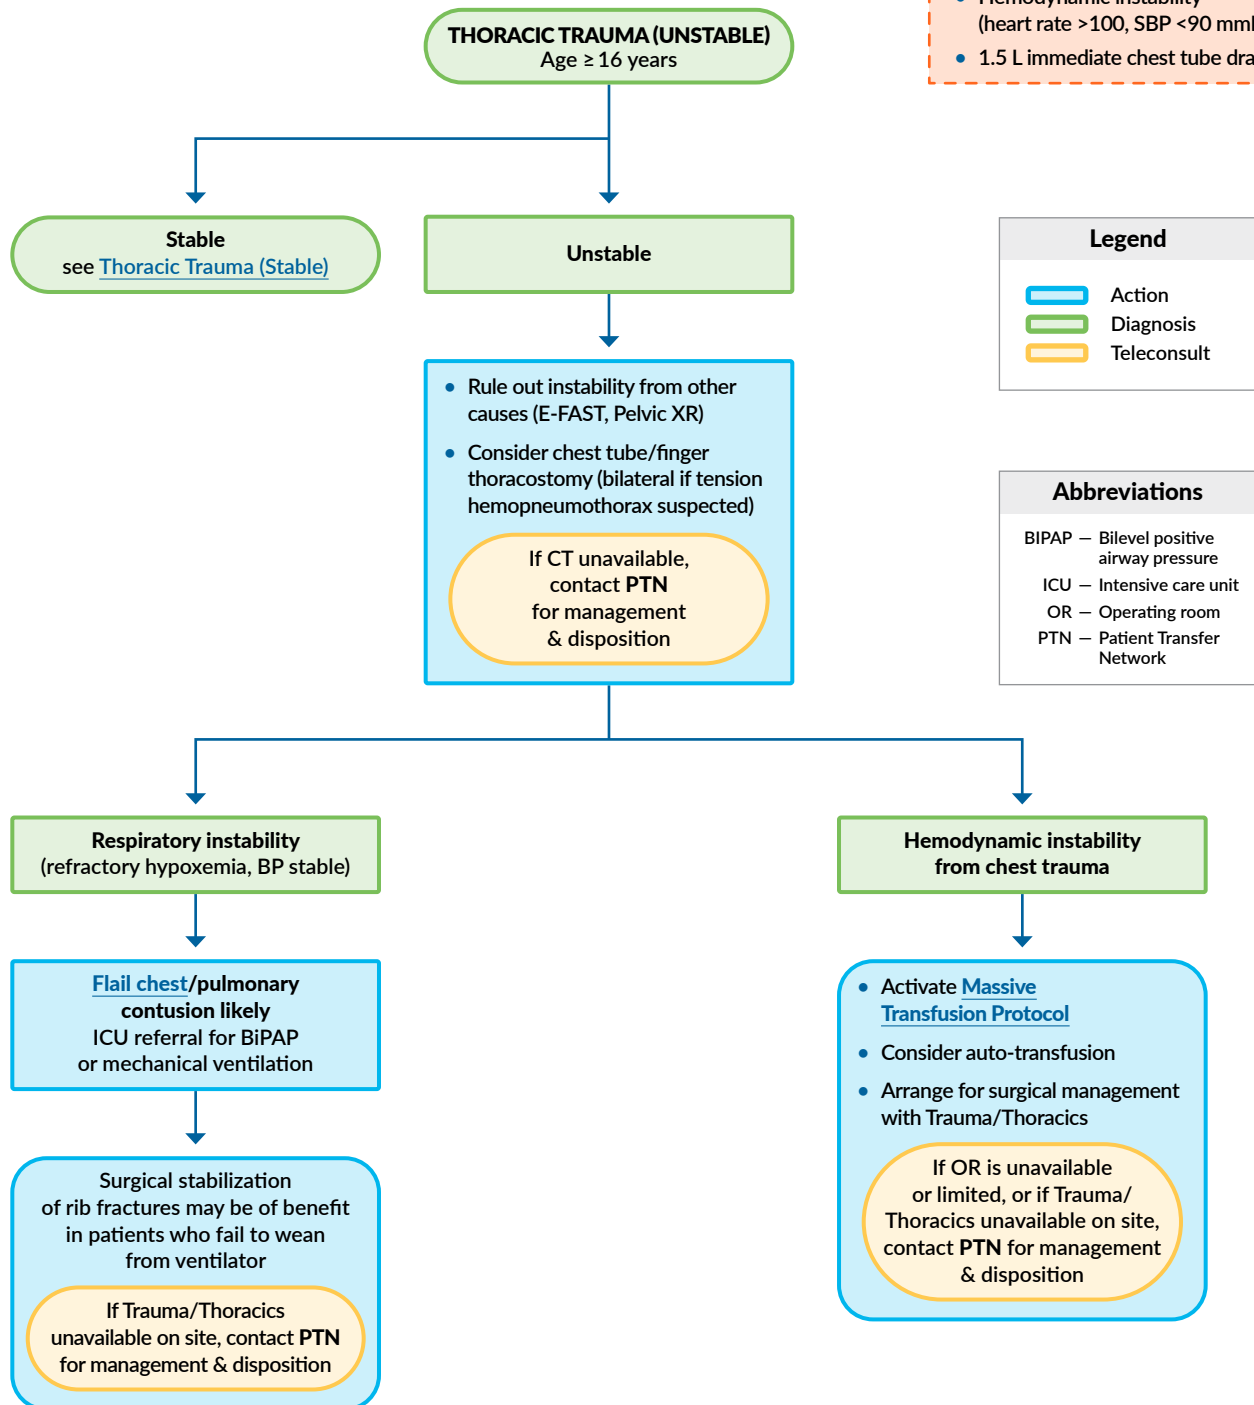 Hemodynamic instability
(heart rate >100, SBP <90
• 1.5 L immediate chest tube
THORACIC TRAUMA (UNSTABLE)
Age ≥ 16 years
Stable
see Thoracic Trauma (Stable)
Unstable
Legend
Action
Diagnosis
Teleconsult
• Rule out instability from other
causes (E-FAST, Pelvic XR)
• Consider chest tube/finger
thoracostomy (bilateral if tension
hemopneumothorax suspected)
If CT unavailable,
contact PTN
for management
& disposition
Abbreviations
BIPAP — Bilevel positive
airway pressure
ICU — Intensive care unit
OR — Operating room
PTN — Patient Transfer
Network
Respiratory instability
(refractory hypoxemia, BP stable)
Flail chest/pulmonary
contusion likely
ICU referral for BiPAP
or mechanical ventilation
Surgical stabilization
of rib fractures may be of benefit
in patients who fail to wean
from ventilator
If Trauma/Thoracics
unavailable on site, contact PTN
for management & disposition
Hemodynamic instability
from chest trauma
• Activate Massive
Transfusion Protocol
• Consider auto-transfusion
• Arrange for surgical management
with Trauma/Thoracics
If OR is unavailable
or limited, or if Trauma/
Thoracics unavailable on site,
contact PTN for management
& disposition